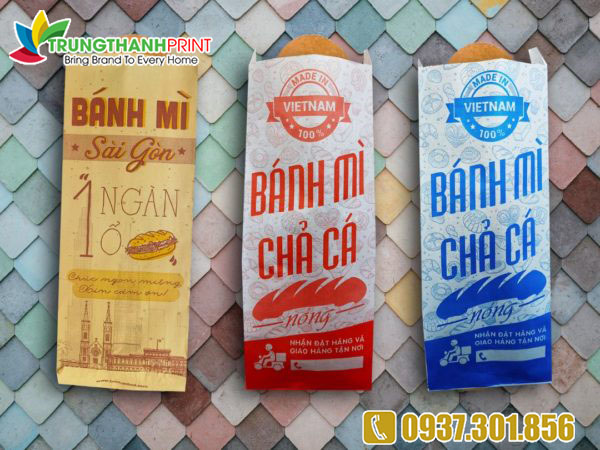 TRUNGTHANHPRINT
Bring Brand To Every Home
BÁNH MÌ
Sài Gòn
1 NGÀN
Ổ
Chúc ngon miệng
Xin cảm ơn!
MADE IN
VIETNAM
100%
BÁNH MÌ
CHẢ CÁ
nóng
NHẬN ĐẶT HÀNG VÀ
GIAO HÀNG TẬN NƠI
MADE IN
VIETNAM
100%
BÁNH MÌ
CHẢ CÁ
nóng
NHẬN ĐẶT HÀNG VÀ
GIAO HÀNG TẬN NƠI
0937.301.856